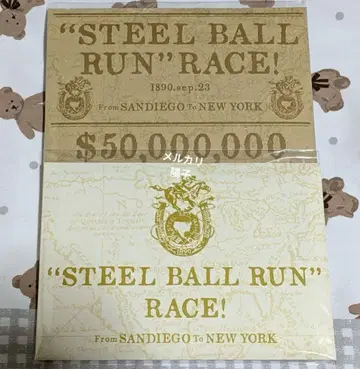 “STEEL BALL
RUN” RACE!
1890.sep.23
From SANDIEGO To NEW YORK
$50,000,000
メルカリ
陽子
“STEEL BALL RUN”
RACE!
From SANDIEGO To NEW YORK